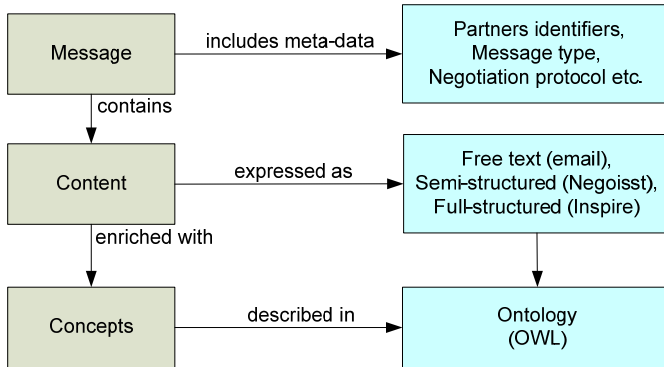 Message
includes meta-data
Partners identifiers,
Message type,
Negotiation protocol etc.
contains
Content
expressed as
Free text (email),
Semi-structured (Negoisst),
Full-structured (Inspire)
enriched with
Concepts
described in
Ontology
(OWL)